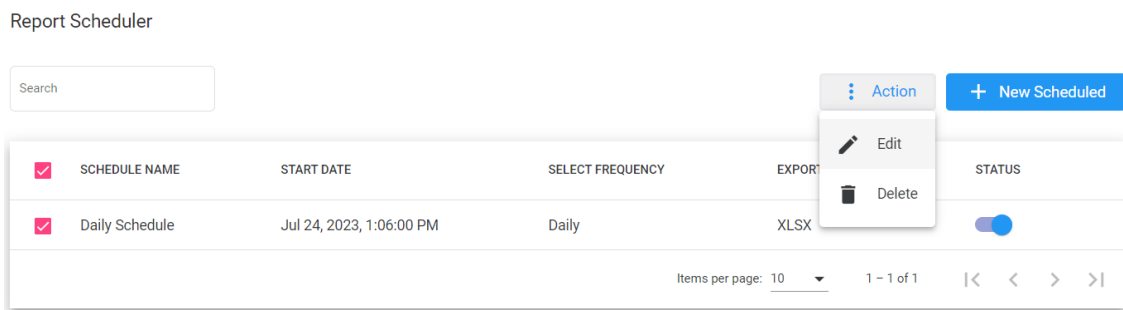 Report Scheduler
Search
Action
+ New Scheduled
Edit
Delete
SCHEDULE NAME START DATE SELECT FREQUENCY EXPORT STATUS
Daily Schedule Jul 24, 2023, 1:06:00 PM Daily XLSX
Items per page: 10 1 – 1 of 1